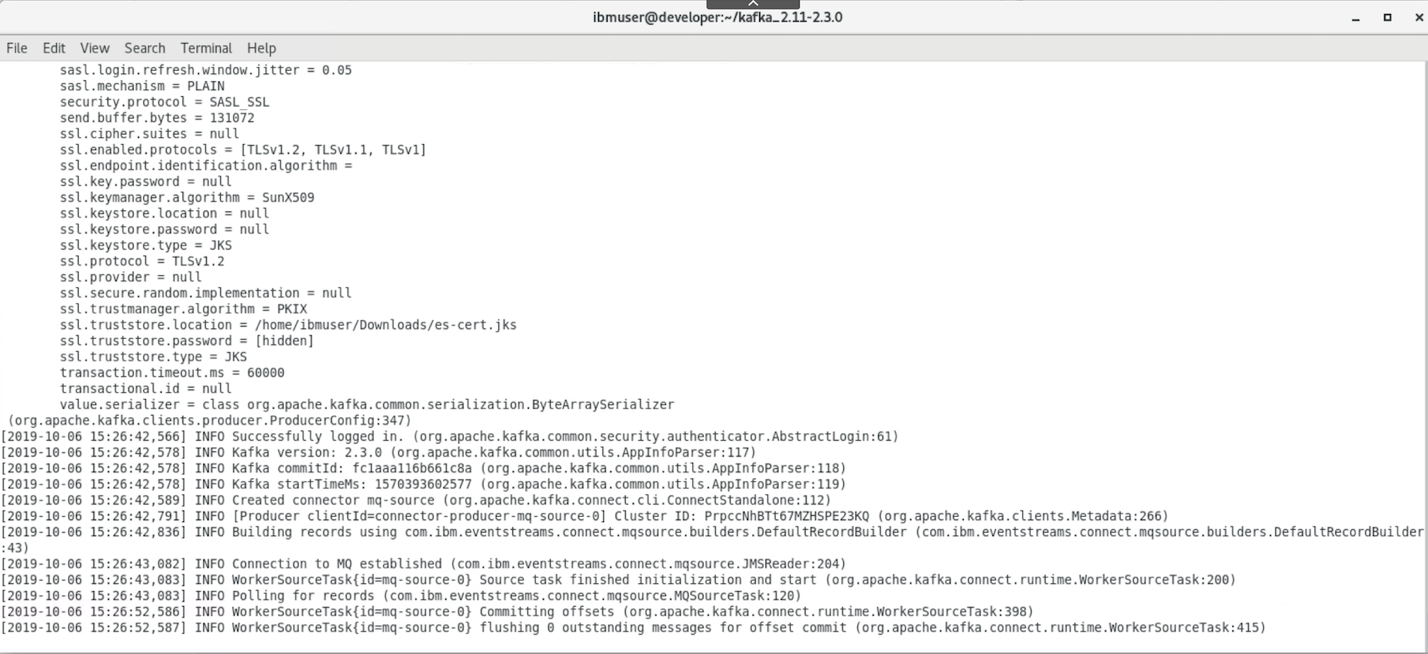 ibmuser@developer:~/kafka_2.11-2.3.0
File Edit View Search Terminal Help
sasl.login.refresh.window.jitter = 0.05
sasl.mechanism = PLAIN
security.protocol = SASL_SSL
send.buffer.bytes = 131072
ssl.cipher.suites = null
ssl.enabled.protocols = [TLSv1.2, TLSv1.1, TLSv1]
ssl.endpoint.identification.algorithm =
ssl.key.password = null
ssl.keymanager.algorithm = SunX509
ssl.keystore.location = null
ssl.keystore.password = null
ssl.keystore.type = JKS
ssl.protocol = TLSv1.2
ssl.provider = null
ssl.secure.random.implementation = null
ssl.trustmanager.algorithm = PKIX
ssl.truststore.location = /home/ibmuser/Downloads/es-cert.jks
ssl.truststore.password = [hidden]
ssl.truststore.type = JKS
transaction.timeout.ms = 60000
transactional.id = null
value.serializer = class org.apache.kafka.common.serialization.ByteArraySerializer
(org.apache.kafka.clients.producer.ProducerConfig:347)
[2019-10-06 15:26:42,566] INFO Successfully logged in. (org.apache.kafka.common.security.authenticator.AbstractLogin:61)
[2019-10-06 15:26:42,578] INFO Kafka version: 2.3.0 (org.apache.kafka.common.utils.AppInfoParser:117)
[2019-10-06 15:26:42,578] INFO Kafka commitId: fc1aaa116b661c8a (org.apache.kafka.common.utils.AppInfoParser:118)
[2019-10-06 15:26:42,578] INFO Kafka startTimeMs: 1570393602577 (org.apache.kafka.common.utils.AppInfoParser:119)
[2019-10-06 15:26:42,589] INFO Created connector mq-source (org.apache.kafka.connect.cli.ConnectStandalone:112)
[2019-10-06 15:26:42,791] INFO [Producer clientId=connector-producer-mq-source-0] Cluster ID: PrpccNhBTt67MZHSPE23KQ (org.apache.kafka.clients.Metadata:266)
[2019-10-06 15:26:42,836] INFO Building records using com.ibm.eventstreams.connect.mqsource.builders.DefaultRecordBuilder (com.ibm.eventstreams.connect.mqsource.builders.DefaultRecordBuilder
:43)
[2019-10-06 15:26:43,082] INFO Connection to MQ established (com.ibm.eventstreams.connect.mqsource.JMSReader:204)
[2019-10-06 15:26:43,083] INFO WorkerSourceTask{id=mq-source-0} Source task finished initialization and start (org.apache.kafka.connect.runtime.WorkerSourceTask:200)
[2019-10-06 15:26:43,083] INFO Polling for records (com.ibm.eventstreams.connect.mqsource.MQSourceTask:120)
[2019-10-06 15:26:52,586] INFO WorkerSourceTask{id=mq-source-0} Committing offsets (org.apache.kafka.connect.runtime.WorkerSourceTask:398)
[2019-10-06 15:26:52,587] INFO WorkerSourceTask{id=mq-source-0} flushing 0 outstanding messages for offset commit (org.apache.kafka.connect.runtime.WorkerSourceTask:415)